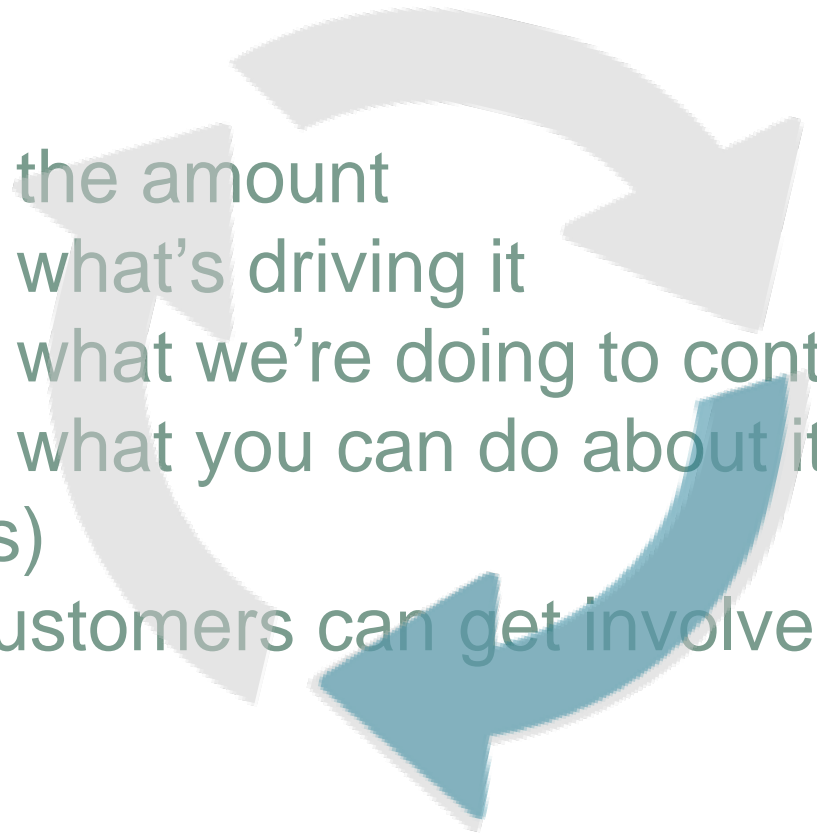 the amount
what’s driving it
what we’re doing to cont
what you can do about it
s)
ustomers can get involve